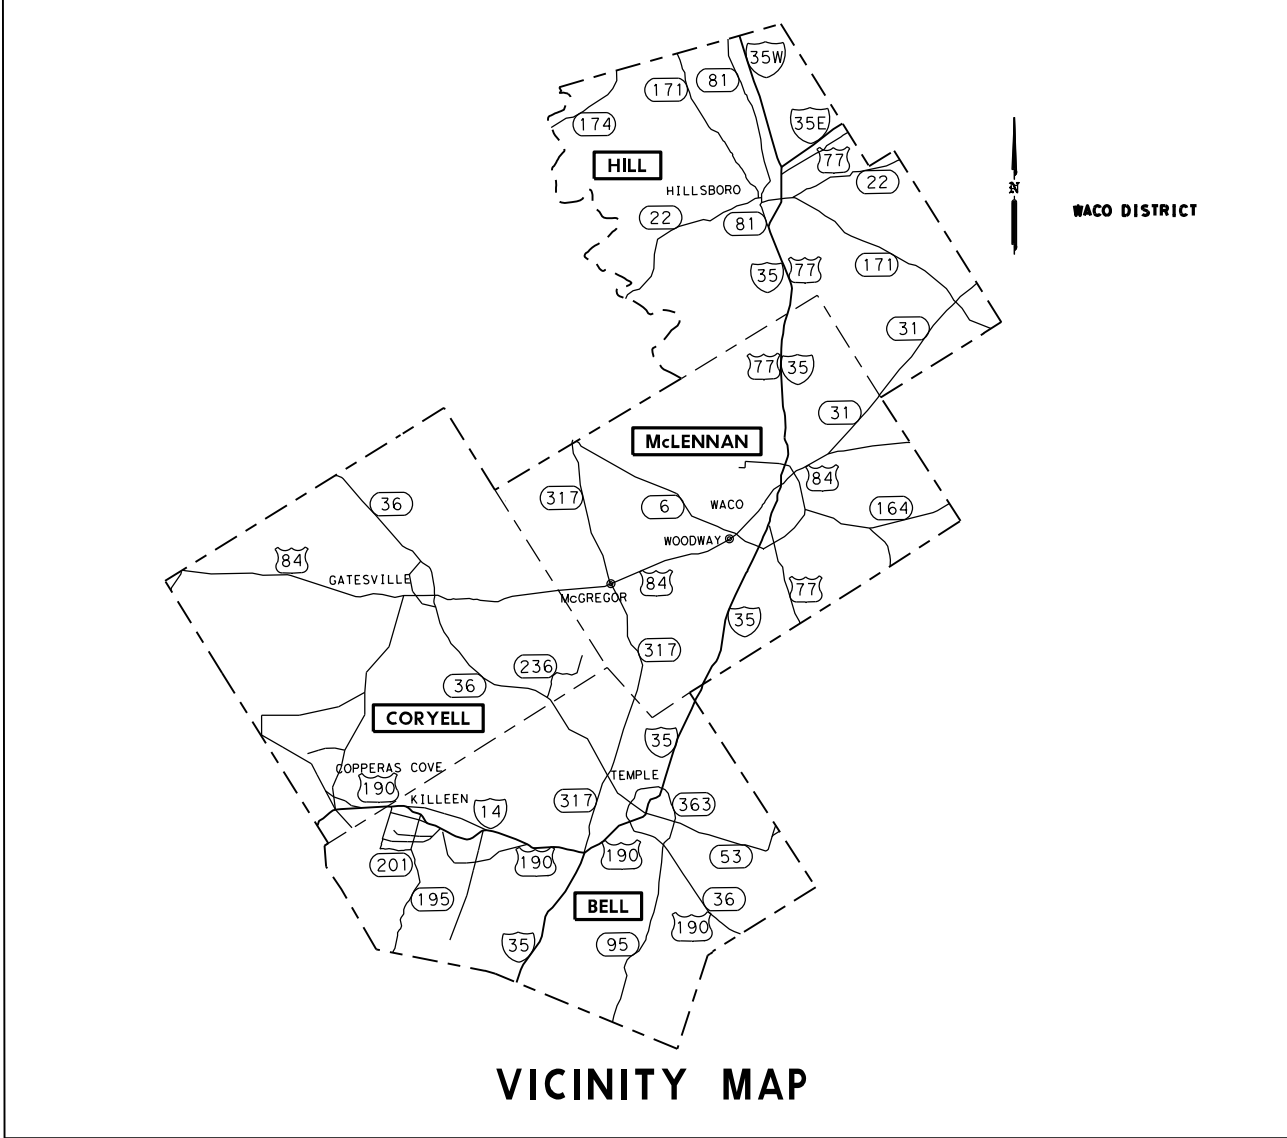 35W
81
171
174
35E
77
HILL
22
HILLSBORO
N
WACO DISTRICT
22
81
171
77
35
31
77
35
31
McLENNAN
84
317
36
6
WACO
164
WOODWAY
84
GATESVILLE
84
77
McGREGOR
35
317
236
36
CORYELL
35
COPPERAS COVE
TEMPLE
190
KILLEEN
317
363
14
190
190
53
201
195
36
BELL
190
35
95
VICINITY MAP